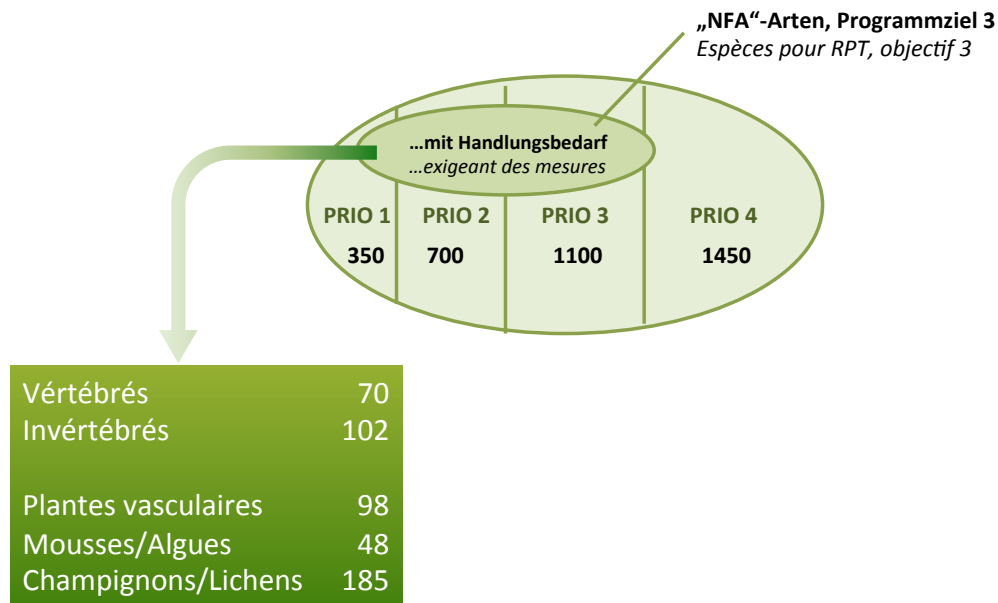 „NFA“-Arten, Programmziel 3
Espèces pour RPT, objectif 3
...mit Handlungsbedarf
...exigeant des mesures
PRIO 1 PRIO 2 PRIO 3 PRIO 4
350 700 1100 1450
Vértébrés 70
Invértébrés 102
Plantes vasculaires 98
Mousses/Algues 48
Champignons/Lichens 185